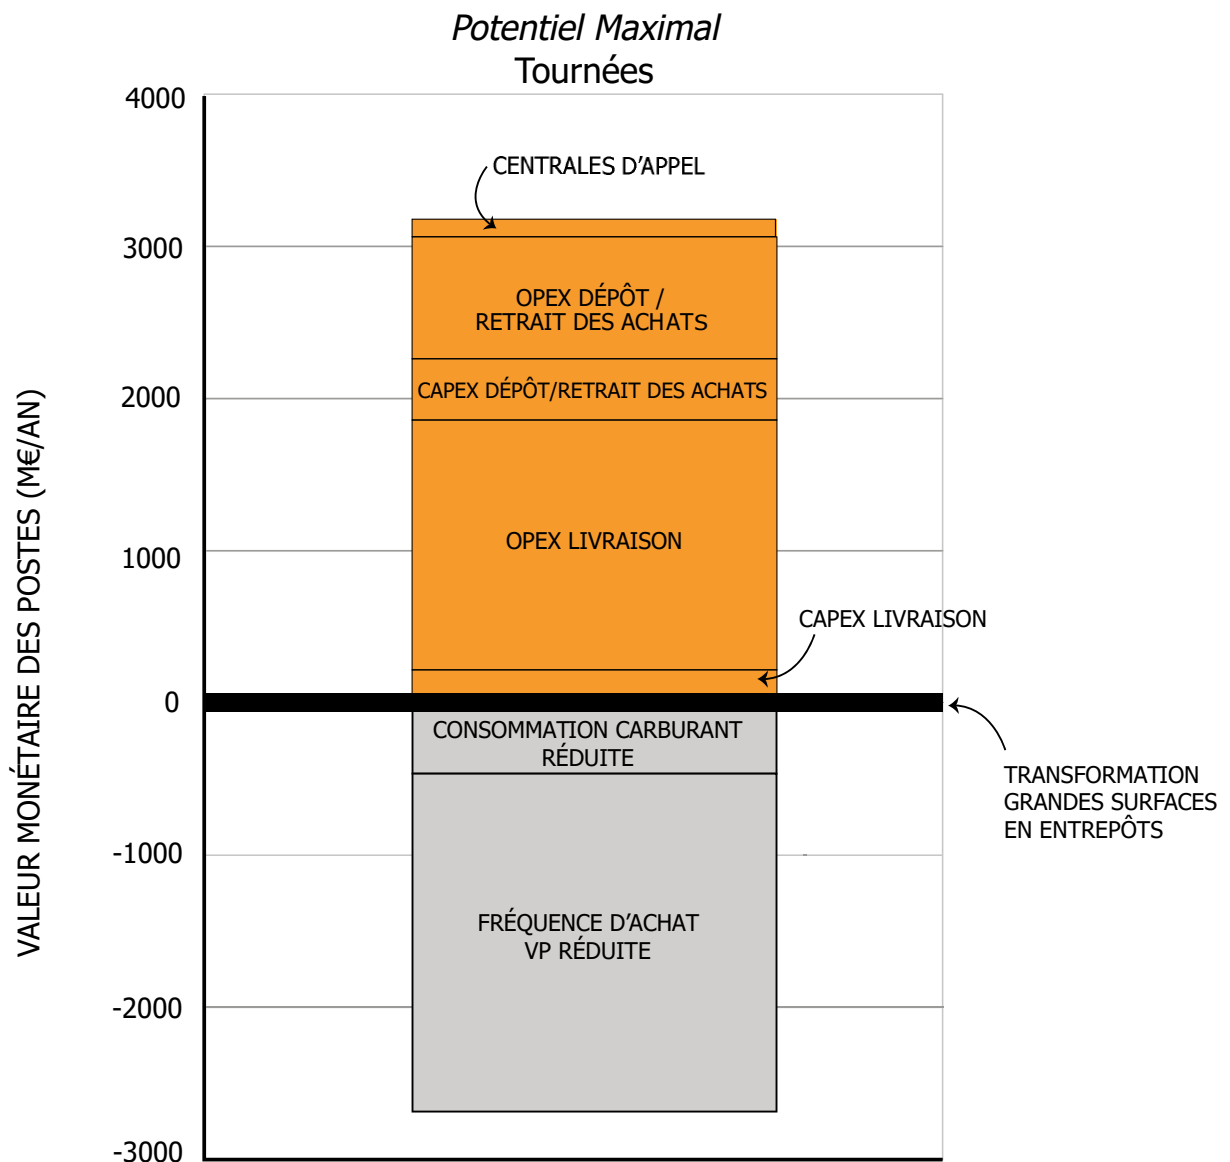 Potentiel Maximal
Tournées
4000
CENTRALES D’APPEL
3000
OPEX DÉPÔT /
RETRAIT DES ACHATS
2000
CAPEX DÉPÔT/RETRAIT DES ACHATS
VALEUR MONÉTAIRE DES POSTES (M€/AN)
OPEX LIVRAISON
1000
CAPEX LIVRAISON
0
CONSOMMATION CARBURANT
RÉDUITE
TRANSFORMATION
GRANDES SURFACES
EN ENTREPÔTS
-1000
FRÉQUENCE D’ACHAT
VP RÉDUITE
-2000
-3000